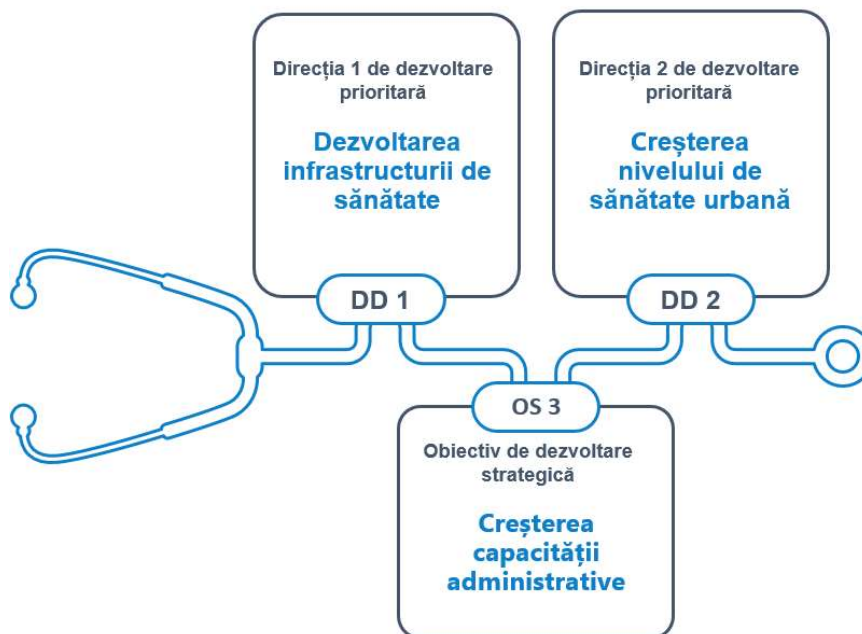 Direcția 1 de dezvoltare
prioritară
Dezvoltarea
infrastructurii de
sănătate
DD 1
Direcția 2 de dezvoltare
prioritară
Creșterea
nivelului de
sănătate urbană
DD 2
OS 3
Obiectiv de dezvoltare
strategică
Creșterea
capacității
administrative